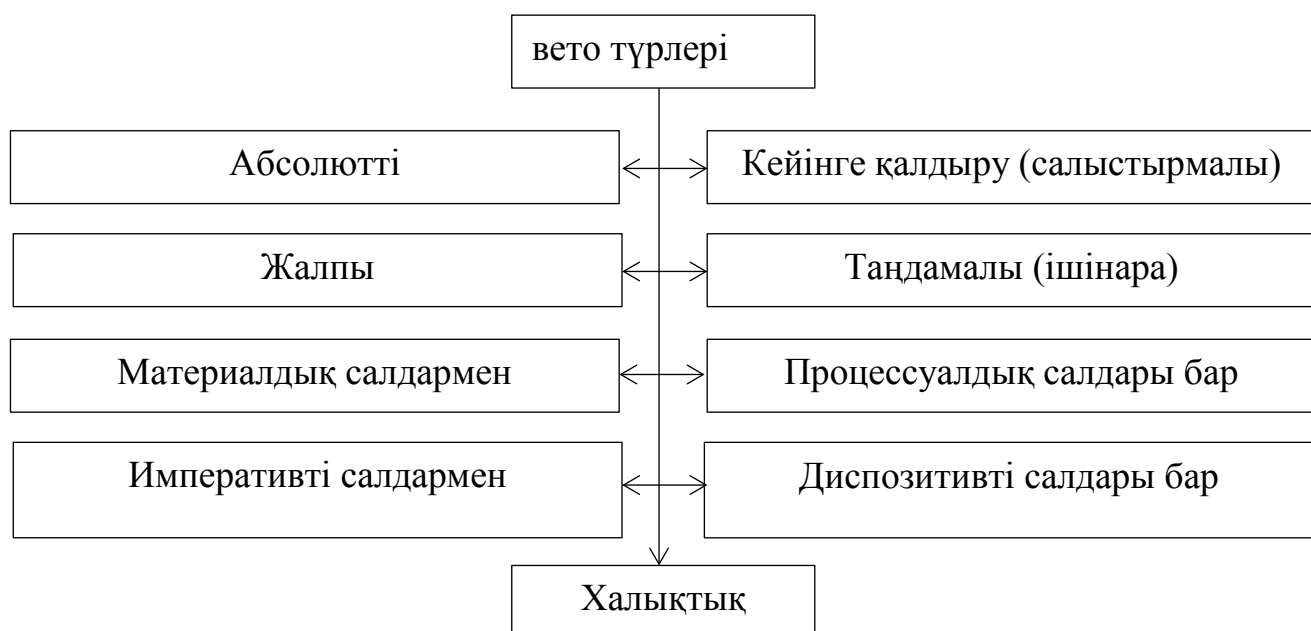 вето түрлері
Абсолютті
Кейінге қалдыру (салыстырмалы)
Жалпы
Таңдамалы (ішінара)
Материалдық салдармен
Процессуалдық салдары бар
Императивті салдармен
Диспозитивті салдары бар
Халықтық